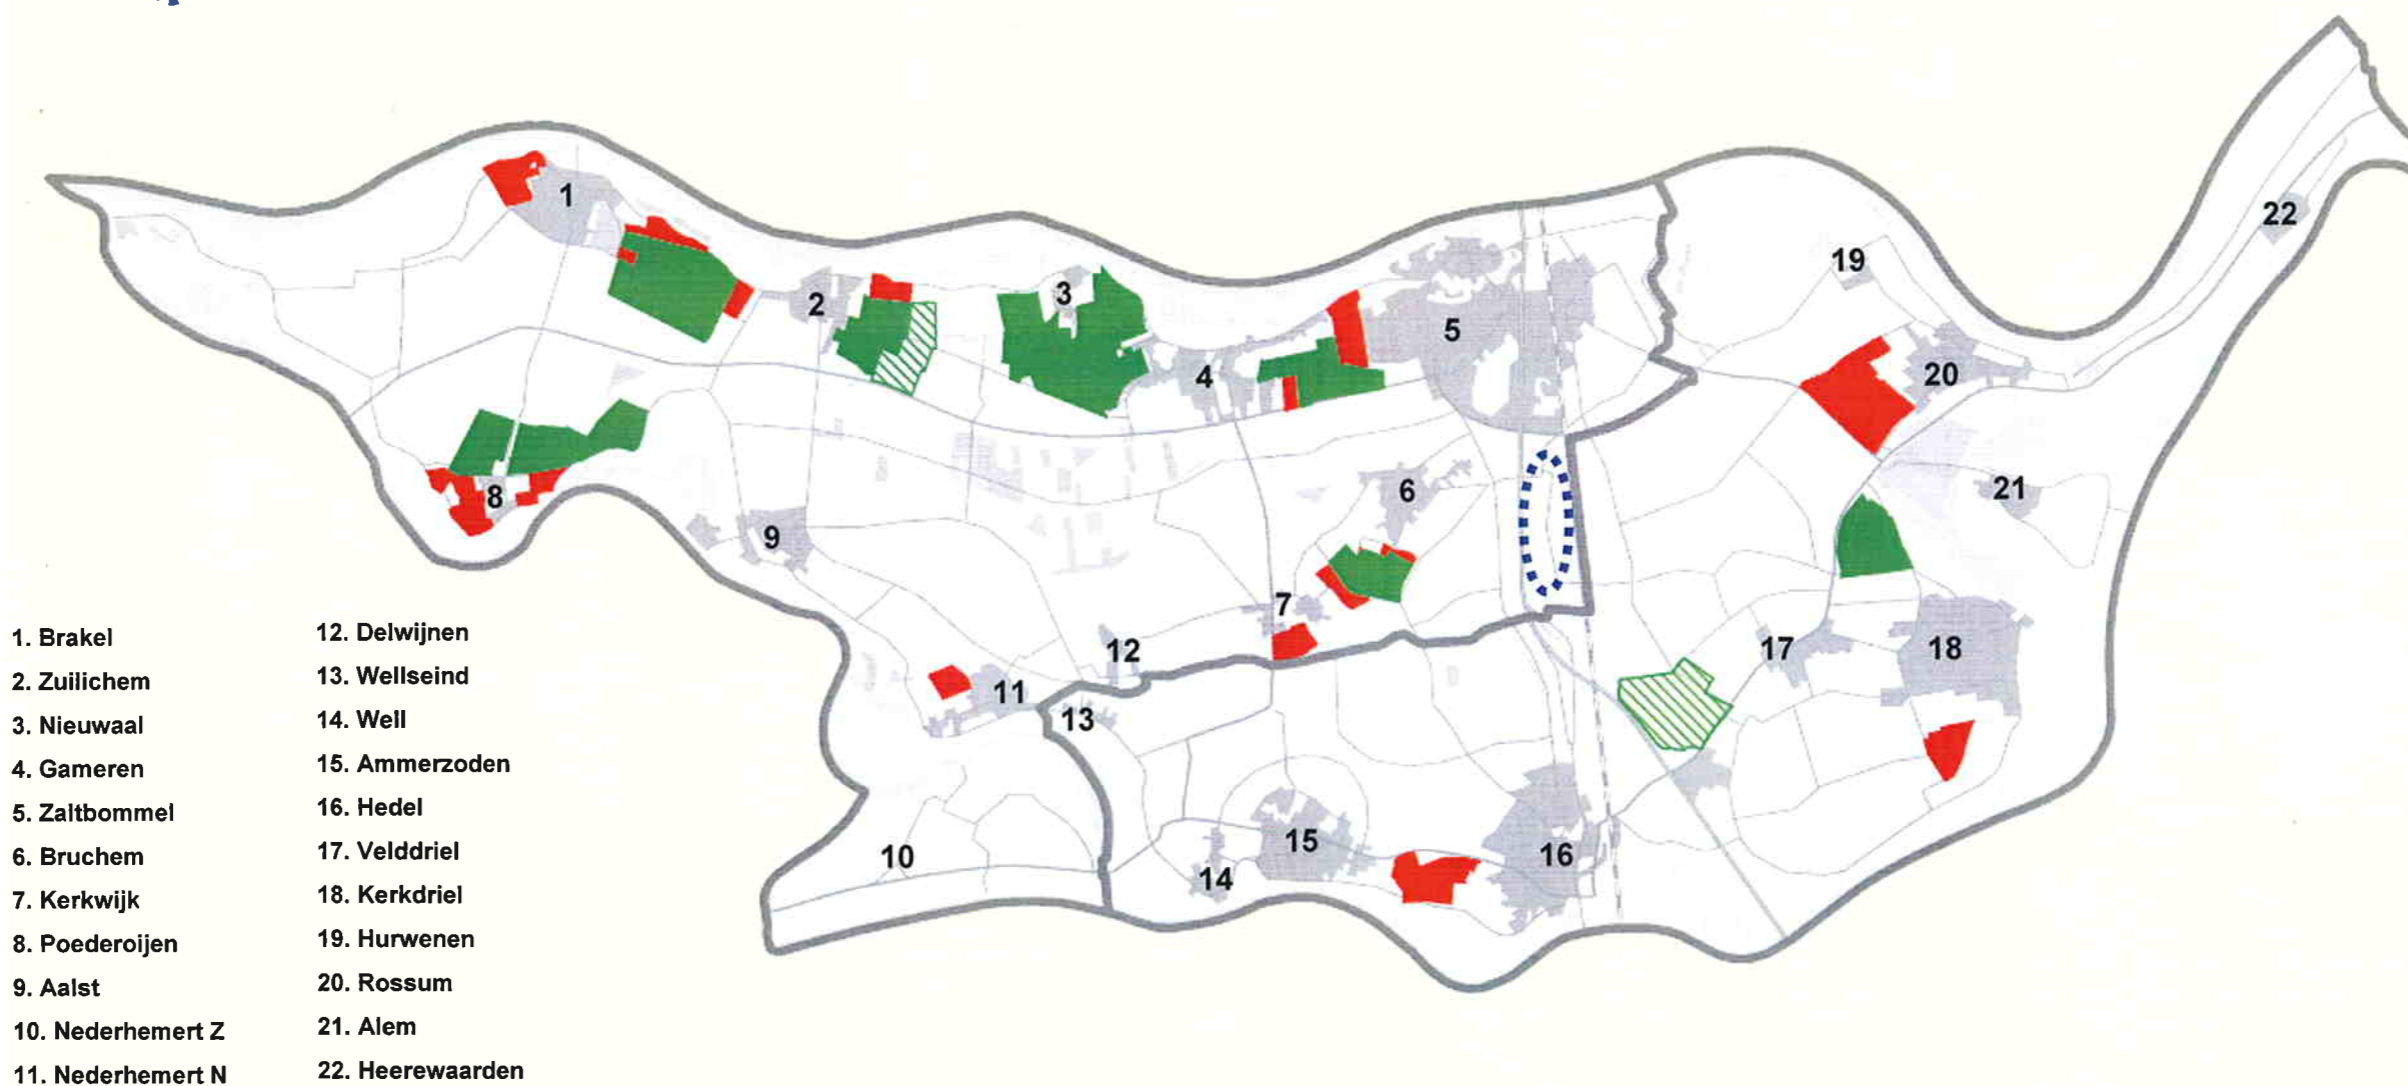 1
2
3
4
5
6
7
8
9
10
11
12
13
14
15
16
17
18
19
20
21
22
1. Brakel
2. Zuilichem
3. Nieuwaal
4. Gameren
5. Zaltbommel
6. Bruchem
7. Kerkwijk
8. Poederoijen
9. Aalst
10. Nederhemert Z
11. Nederhemert N
12. Delwijnen
13. Wellseind
14. Well
15. Ammerzoden
16. Hedel
17. Velddriel
18. Kerkdriel
19. Hurwenen
20. Rossum
21. Alem
22. Heerewaarden